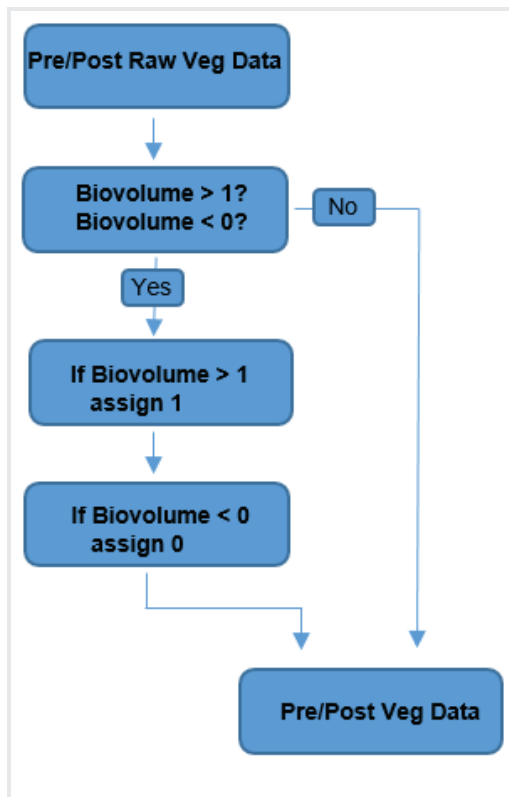 Pre/Post Raw Veg Data
Biovolume > 1?
Biovolume < 0?
No
Yes
If Biovolume > 1
assign 1
If Biovolume < 0
assign 0
Pre/Post Veg Data